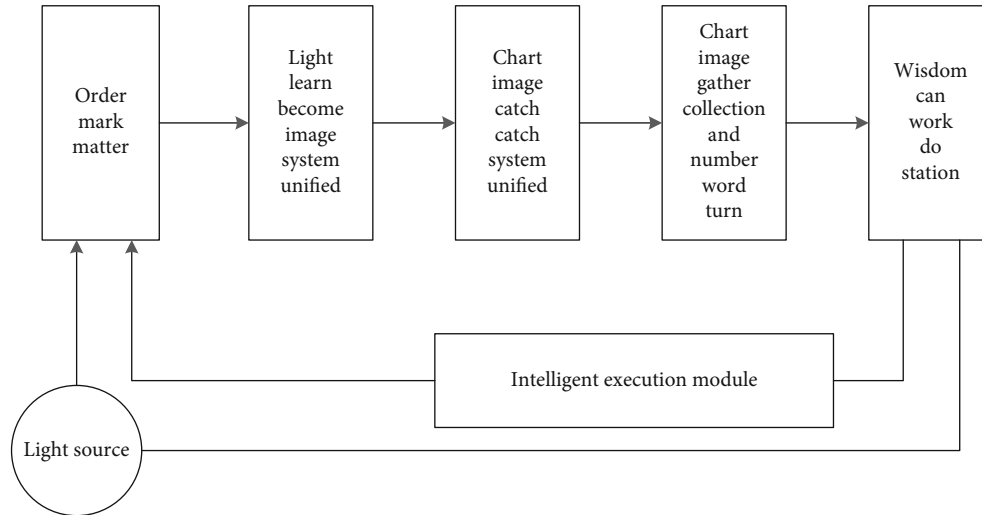 Order
mark
matter
Light
learn
become
image
system
unified
Chart
image
catch
catch
system
unified
Chart
image
gather
collection
and
number
word
turn
Wisdom
can
work
do
station
Intelligent execution module
Light source